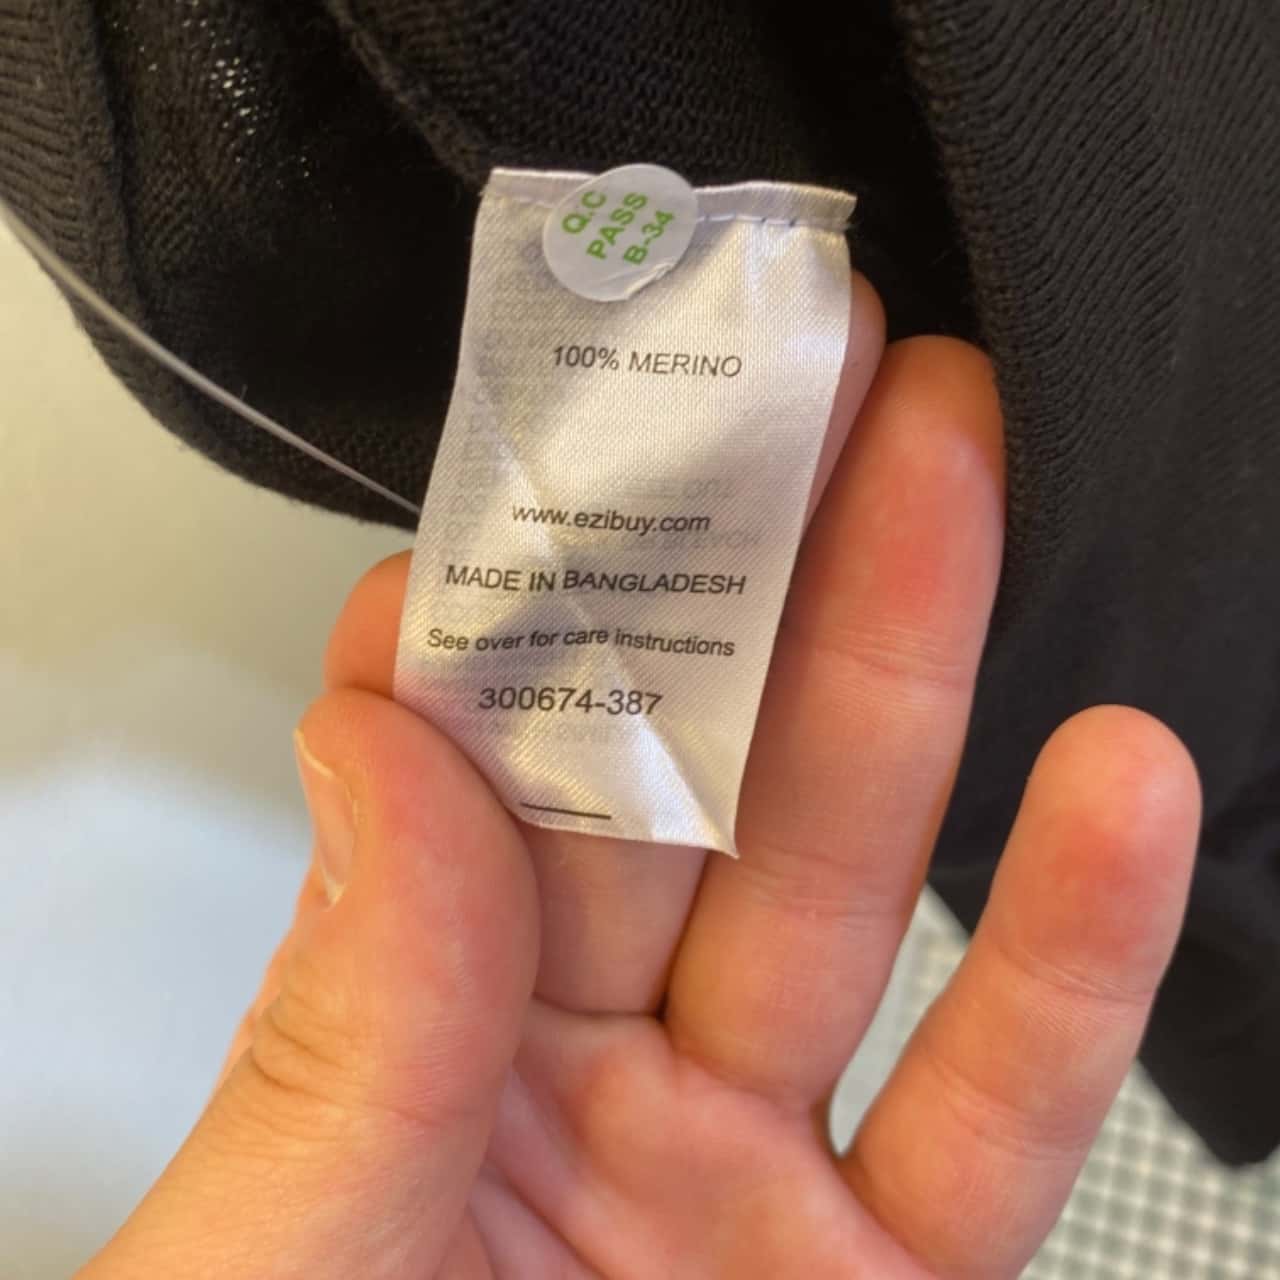 Q.C
PASS
B-34
100% MERINO
www.ezibuy.com
MADE IN BANGLADESH
See over for care instructions
300674-387